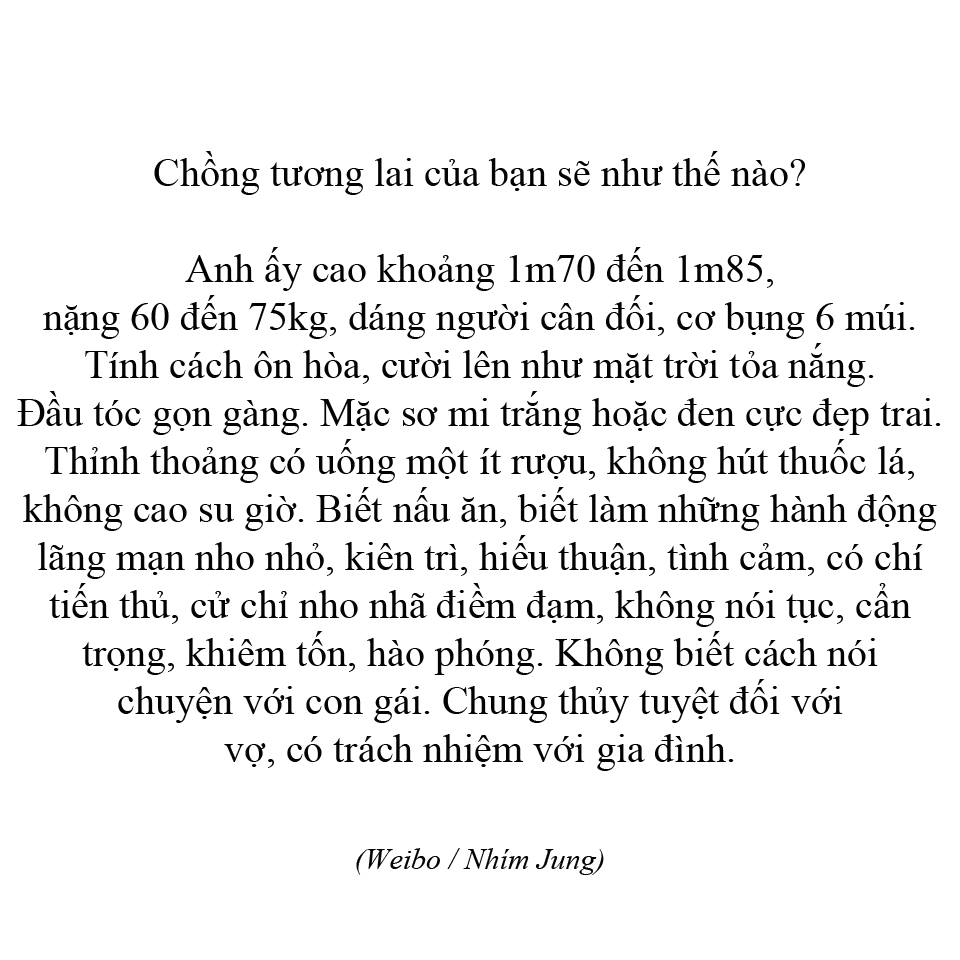 Chồng tương lai của bạn sẽ như thế nào?
Anh ấy cao khoảng 1m70 đến 1m85,
nặng 60 đến 75kg, dáng người cân đối, cơ bụng 6 múi.
Tính cách ôn hòa, cười lên như mặt trời tỏa nắng.
Đầu tóc gọn gàng. Mặc sơ mi trắng hoặc đen cực đẹp trai.
Thỉnh thoảng có uống một ít rượu, không hút thuốc lá,
không cao su giờ. Biết nấu ăn, biết làm những hành động
lãng mạn nho nhỏ, kiên trì, hiếu thuận, tình cảm, có chí
tiến thủ, cử chỉ nho nhã điềm đạm, không nói tục, cẩn
trọng, khiêm tốn, hào phóng. Không biết cách nói
chuyện với con gái. Chung thủy tuyệt đối với
vợ, có trách nhiệm với gia đình.
(Weibo / Nhím Jung)